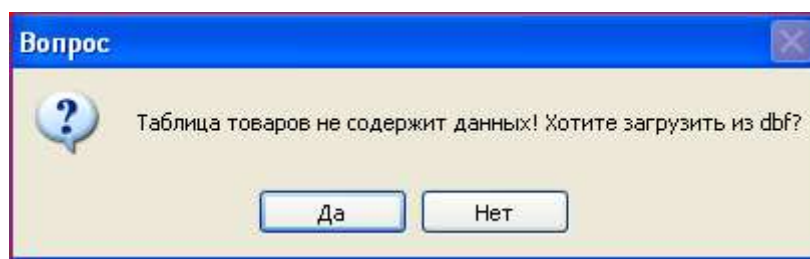 Вопрос
Таблица товаров не содержит данных! Хотите загрузить из dbf?
Да Нет